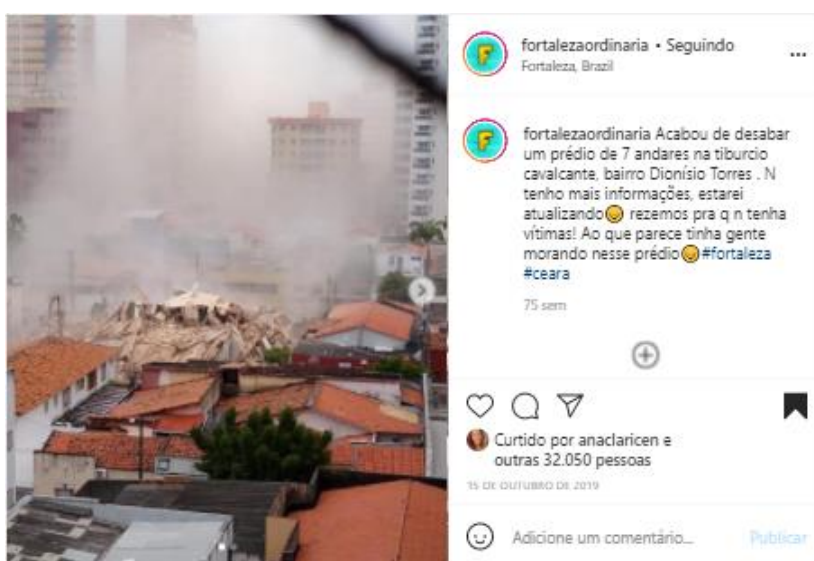 fortalezaordinaria • Seguindo
Fortaleza, Brazil
fortalezaordinaria Acabou de desabar
um prédio de 7 andares na tiburcio
cavalcante, bairro Dionísio Torres . N
tenho mais informações, estarei
atualizando😔 rezemos pra q n tenha
vítimas! Ao que parece tinha gente
morando nesse prédio😔#fortaleza
#ceara
75 sem
Curtido por anaclaricen e
outras 32.050 pessoas
15 DE OUTUBRO DE 2019
Adicione um comentário...
Publicar